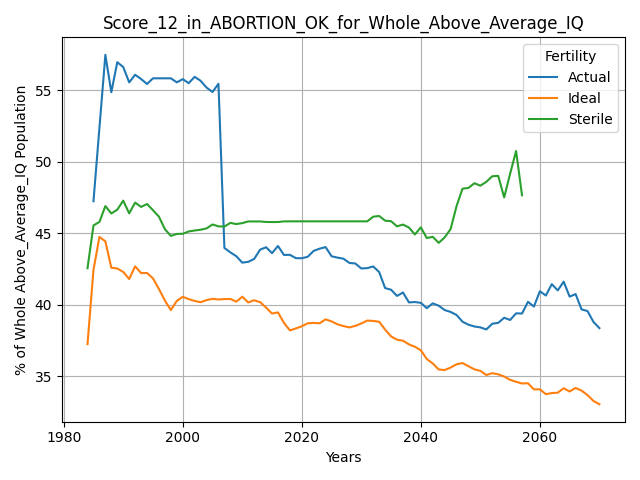 Score_12_in_ABORTION_OK_for_Whole_Above_Average_IQ
% of Whole Above_Average_IQ Population
55
50
45
40
35
Fertility
Actual
Ideal
Sterile
1980
2000
2020
2040
2060
Years